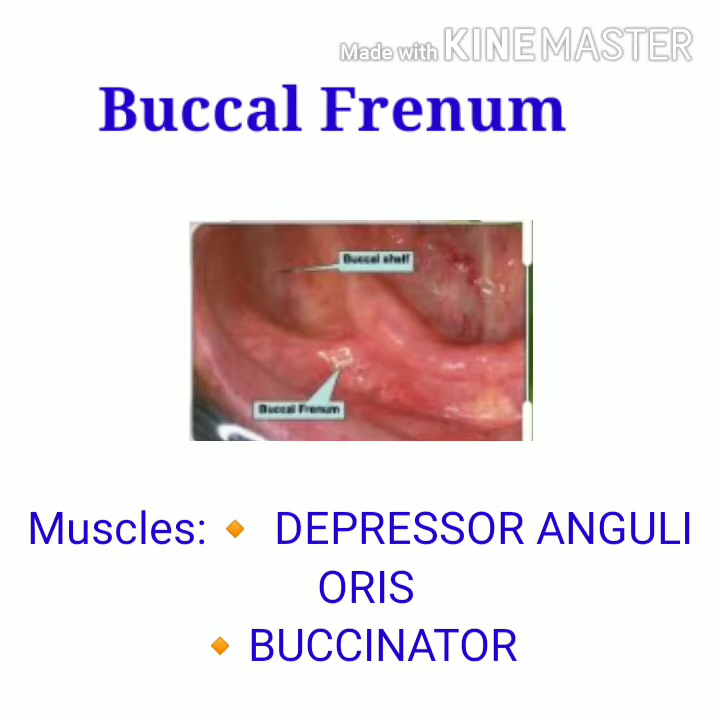 Made with KINEMASTER
Buccal Frenum
Buccal shelf
Buccal Frenum
Muscles:🔸 DEPRESSOR ANGULI
ORIS
🔸BUCCINATOR